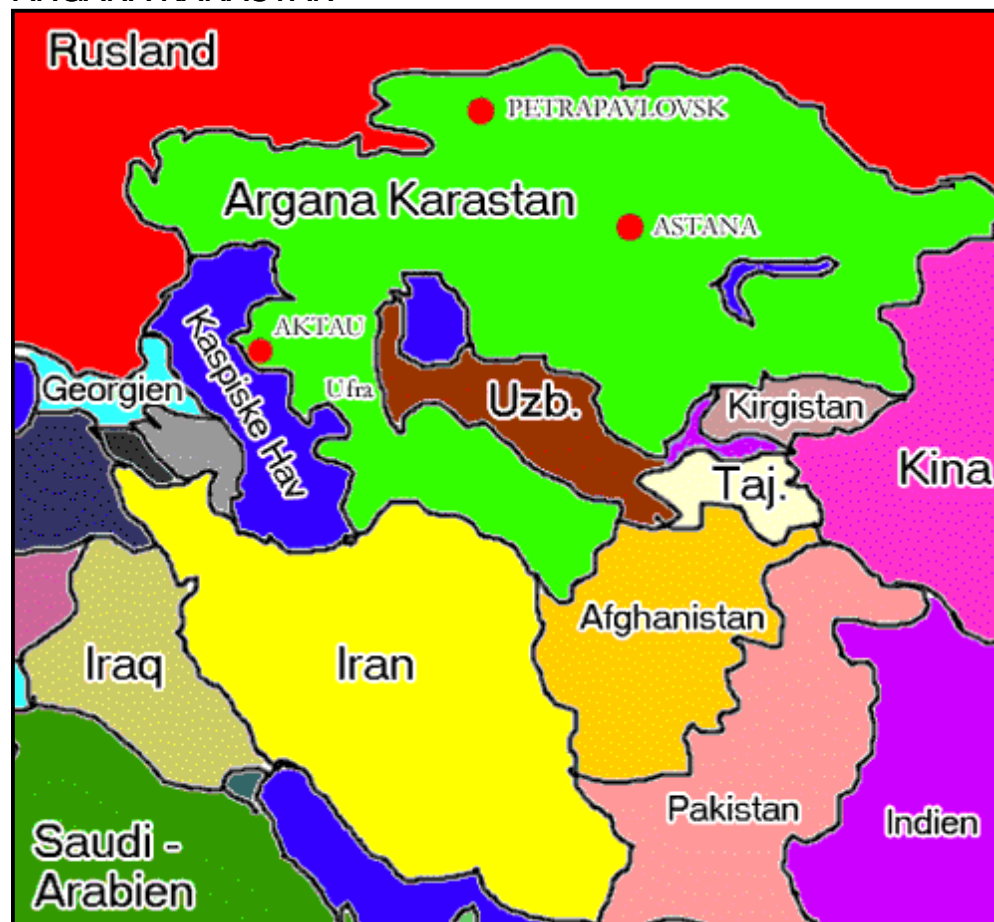 Rusland
PETRAPAVLOVSK
Argana Karastan
ASTANA
AKTAU
Kaspiske Hav
Georgien
Ufra
Uzb.
Kirgistan
Kina
Taj.
Afghanistan
Iraq
Iran
Pakistan
Indien
Saudi -
Arabien